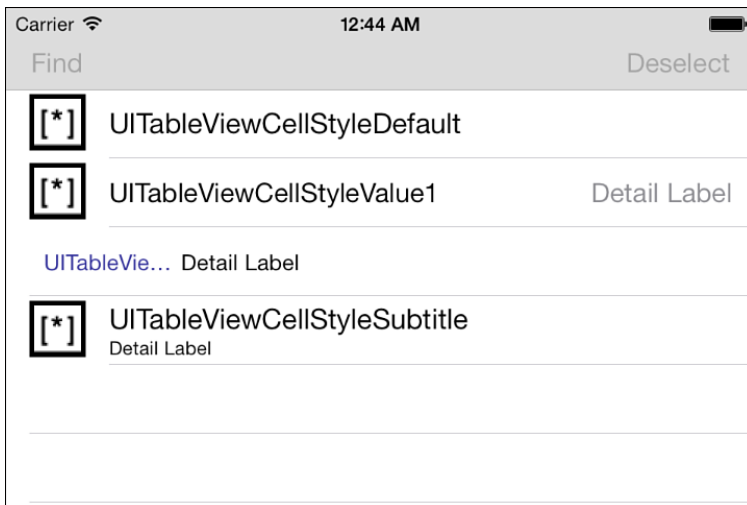 Carrier 12:44 AM
Find Deselect
[*] UITableViewCellStyleDefault
[*] UITableViewCellStyleValue1 Detail Label
UITableVie... Detail Label
[*] UITableViewCellStyleSubtitle
Detail Label